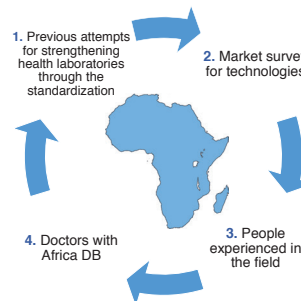 1. Previous attempts
for strengthening
health laboratories
through the
standardization
2. Market surve
for technologies
3. People
experienced in
the field
4. Doctors with
Africa DB